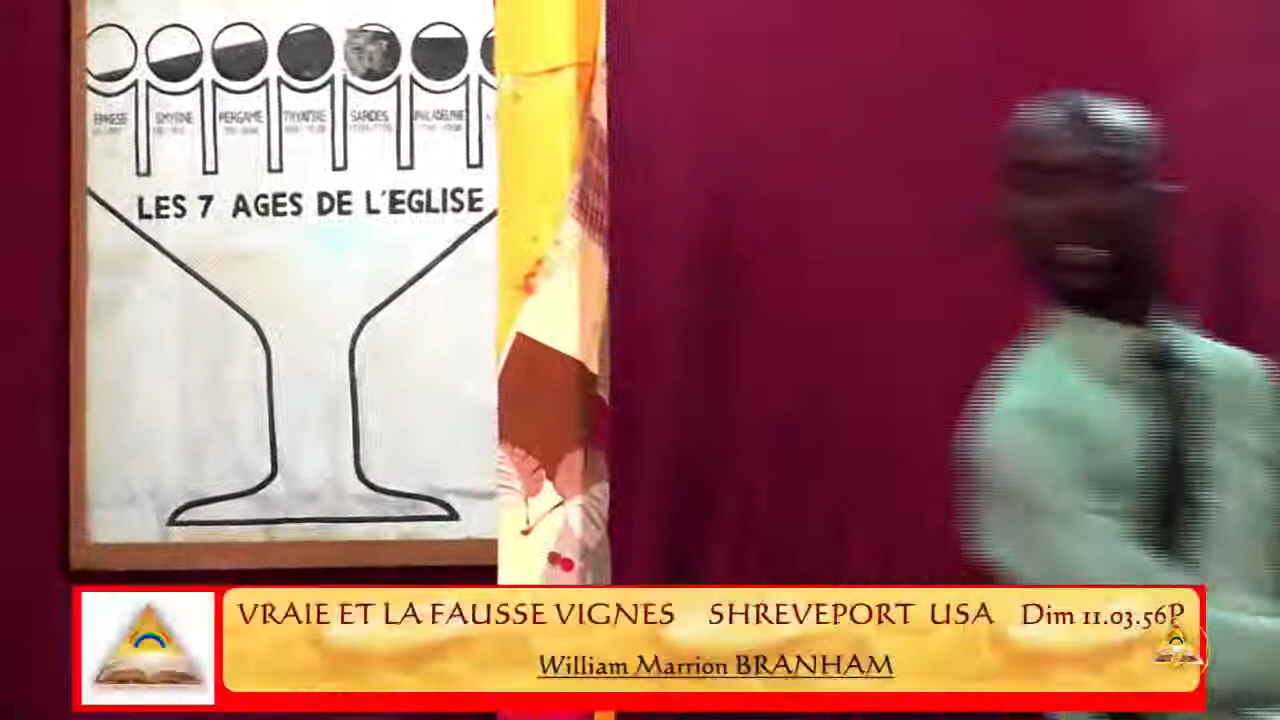 EPHESE SMYRNE PERGAME THYATIRE SARDES PHILADELPHIE
LES 7 AGES DE L'EGLISE
VRAIE ET LA FAUSSE VIGNES SHREVEPORT USA Dim 11.03.56P
William Marrion BRANHAM